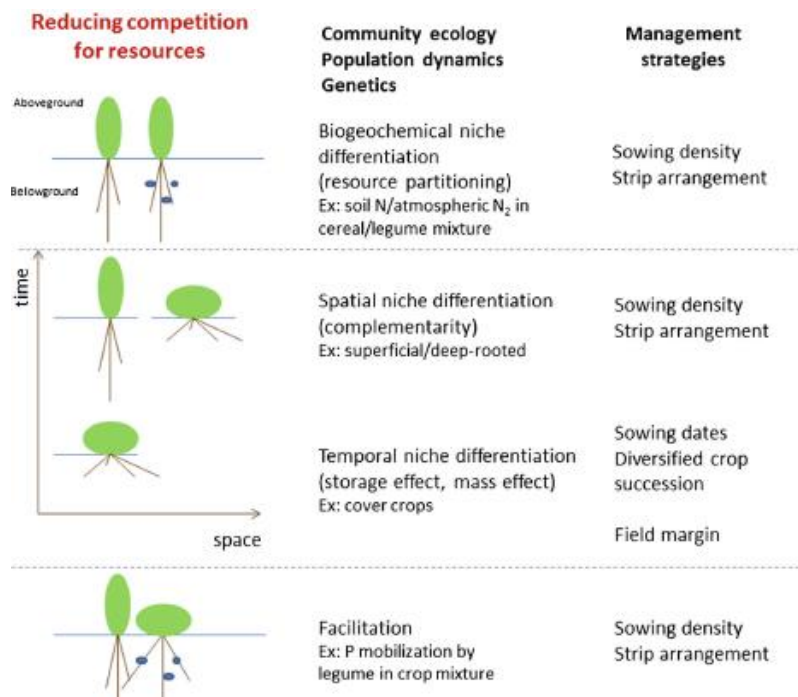 Reducing competition
for resources
Community ecology
Population dynamics
Genetics
Management
strategies
Aboveground
Belowground
Biogeochemical niche
differentiation
(resource partitioning)
Ex: soil N/atmospheric N₂ in
cereal/legume mixture
Sowing density
Strip arrangement
time
Spatial niche differentiation
(complementarity)
Ex: superficial/deep-rooted
Sowing density
Strip arrangement
Temporal niche differentiation
(storage effect, mass effect)
Ex: cover crops
Sowing dates
Diversified crop
succession
Field margin
space
Facilitation
Ex: P mobilization by
legume in crop mixture
Sowing density
Strip arrangement